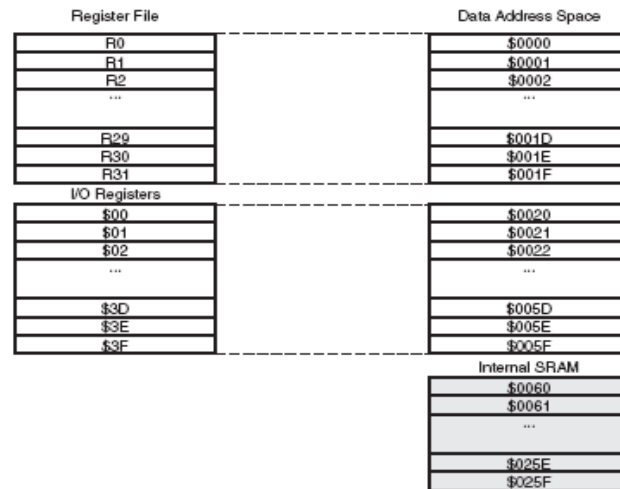 Register File Data Address Space
R0 $0000
R1 $0001
R2 $0002
... ...
R29 $001D
R30 $001E
R31 $001F
I/O Registers
$00 $0020
$01 $0021
$02 $0022
... ...
$3D $005D
$3E $005E
$3F $005F
Internal SRAM
$0060
$0061
...
$025E
$025F